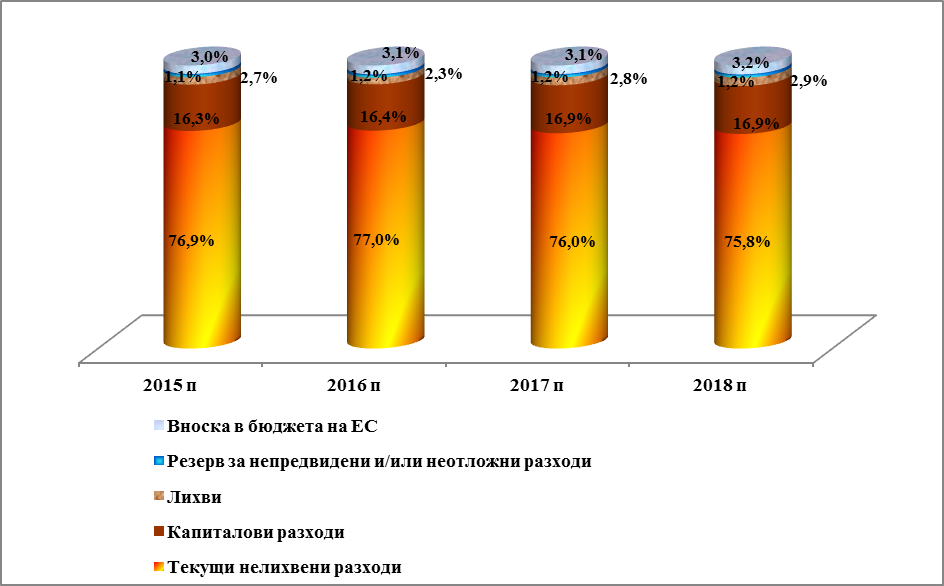 3,0% 3,1% 3,1% 3,2%
1,1% 2,7% 1,2% 2,3% 1,2% 2,8% 1,2% 2,9%
16,3% 16,4% 16,9% 16,9%
76,9% 77,0% 76,0% 75,8%
2015 п 2016 п 2017 п 2018 п
Вноска в бюджета на ЕС
Резерв за непредвидени и/или неотложни разходи
Лихви
Капиталови разходи
Текущи нелихвени разходи